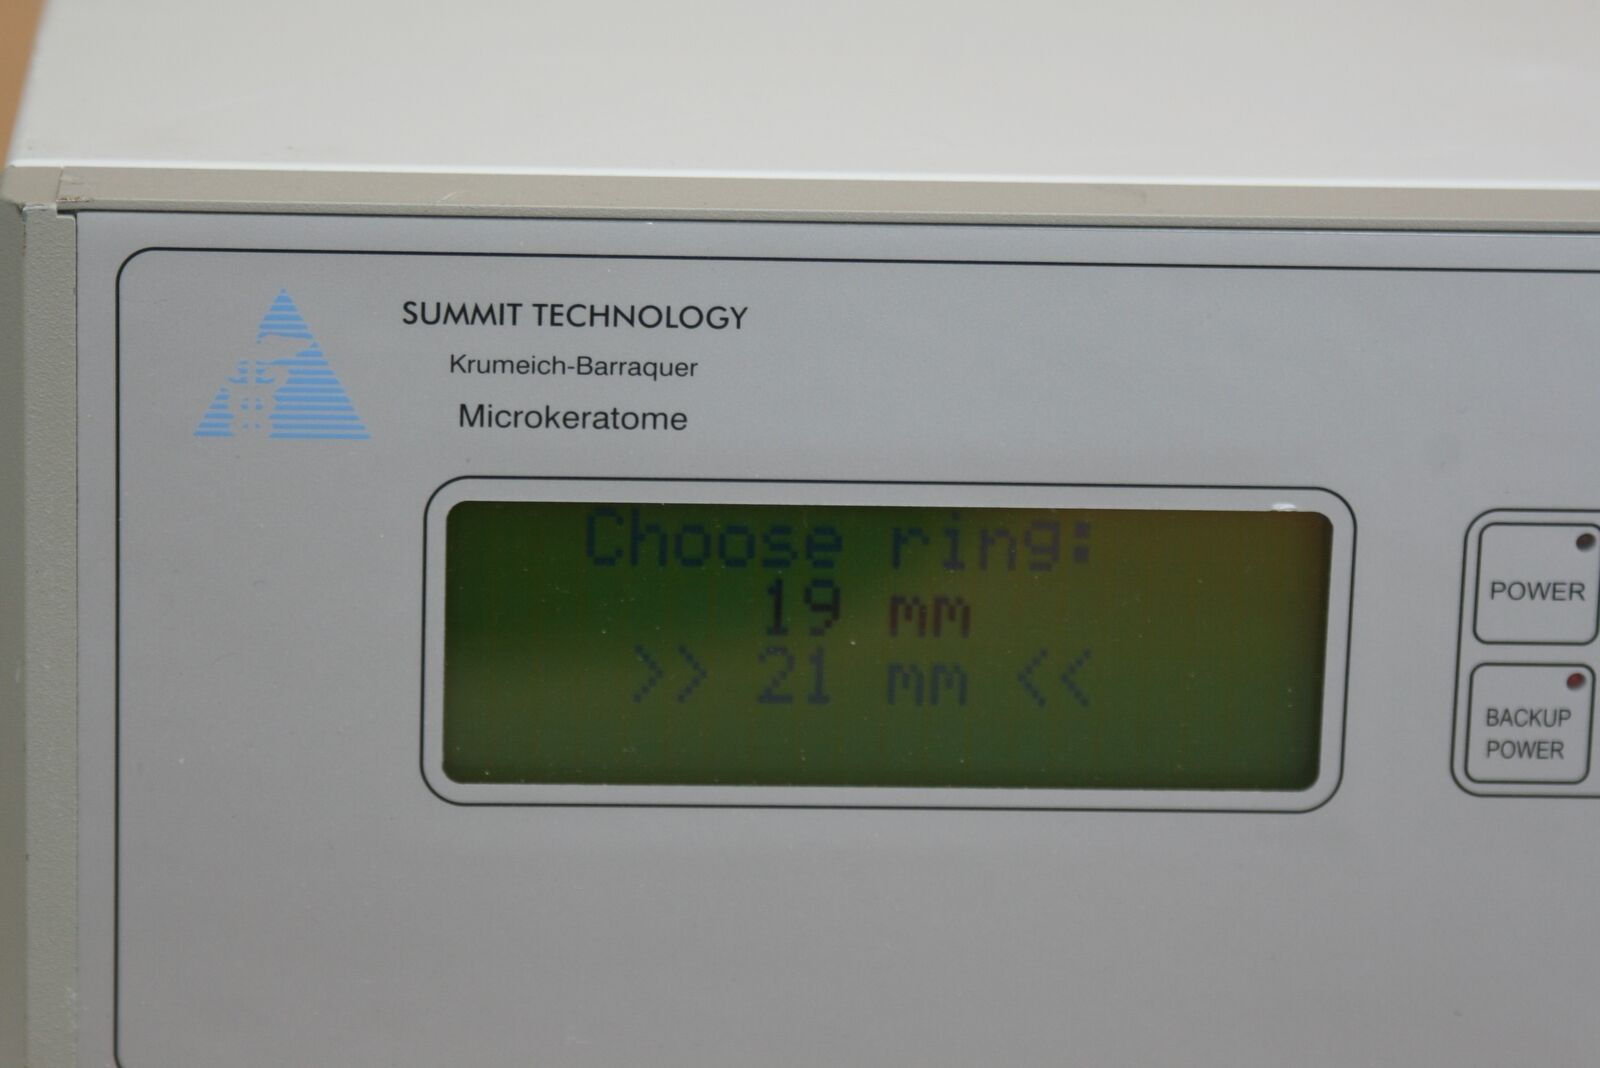 SUMMIT TECHNOLOGY
Krumeich-Barraquer
Microkeratome
Choose ring:
19 mm
>> 21 mm <<
POWER
BACKUP
POWER